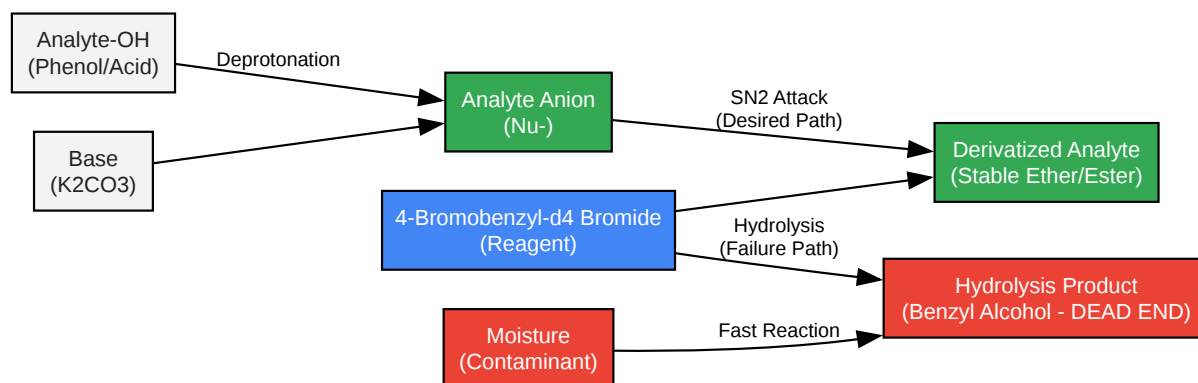 Analyte-OH
(Phenol/Acid)
Deprotonation
Base
(K2CO3)
Analyte Anion
(Nu-)
SN2 Attack
(Desired Path)
Derivatized Analyte
(Stable Ether/Ester)
4-Bromobenzyl-d4 Bromide
(Reagent)
Hydrolysis
(Failure Path)
Hydrolysis Product
(Benzyl Alcohol - DEAD END)
Moisture
(Contaminant)
Fast Reaction